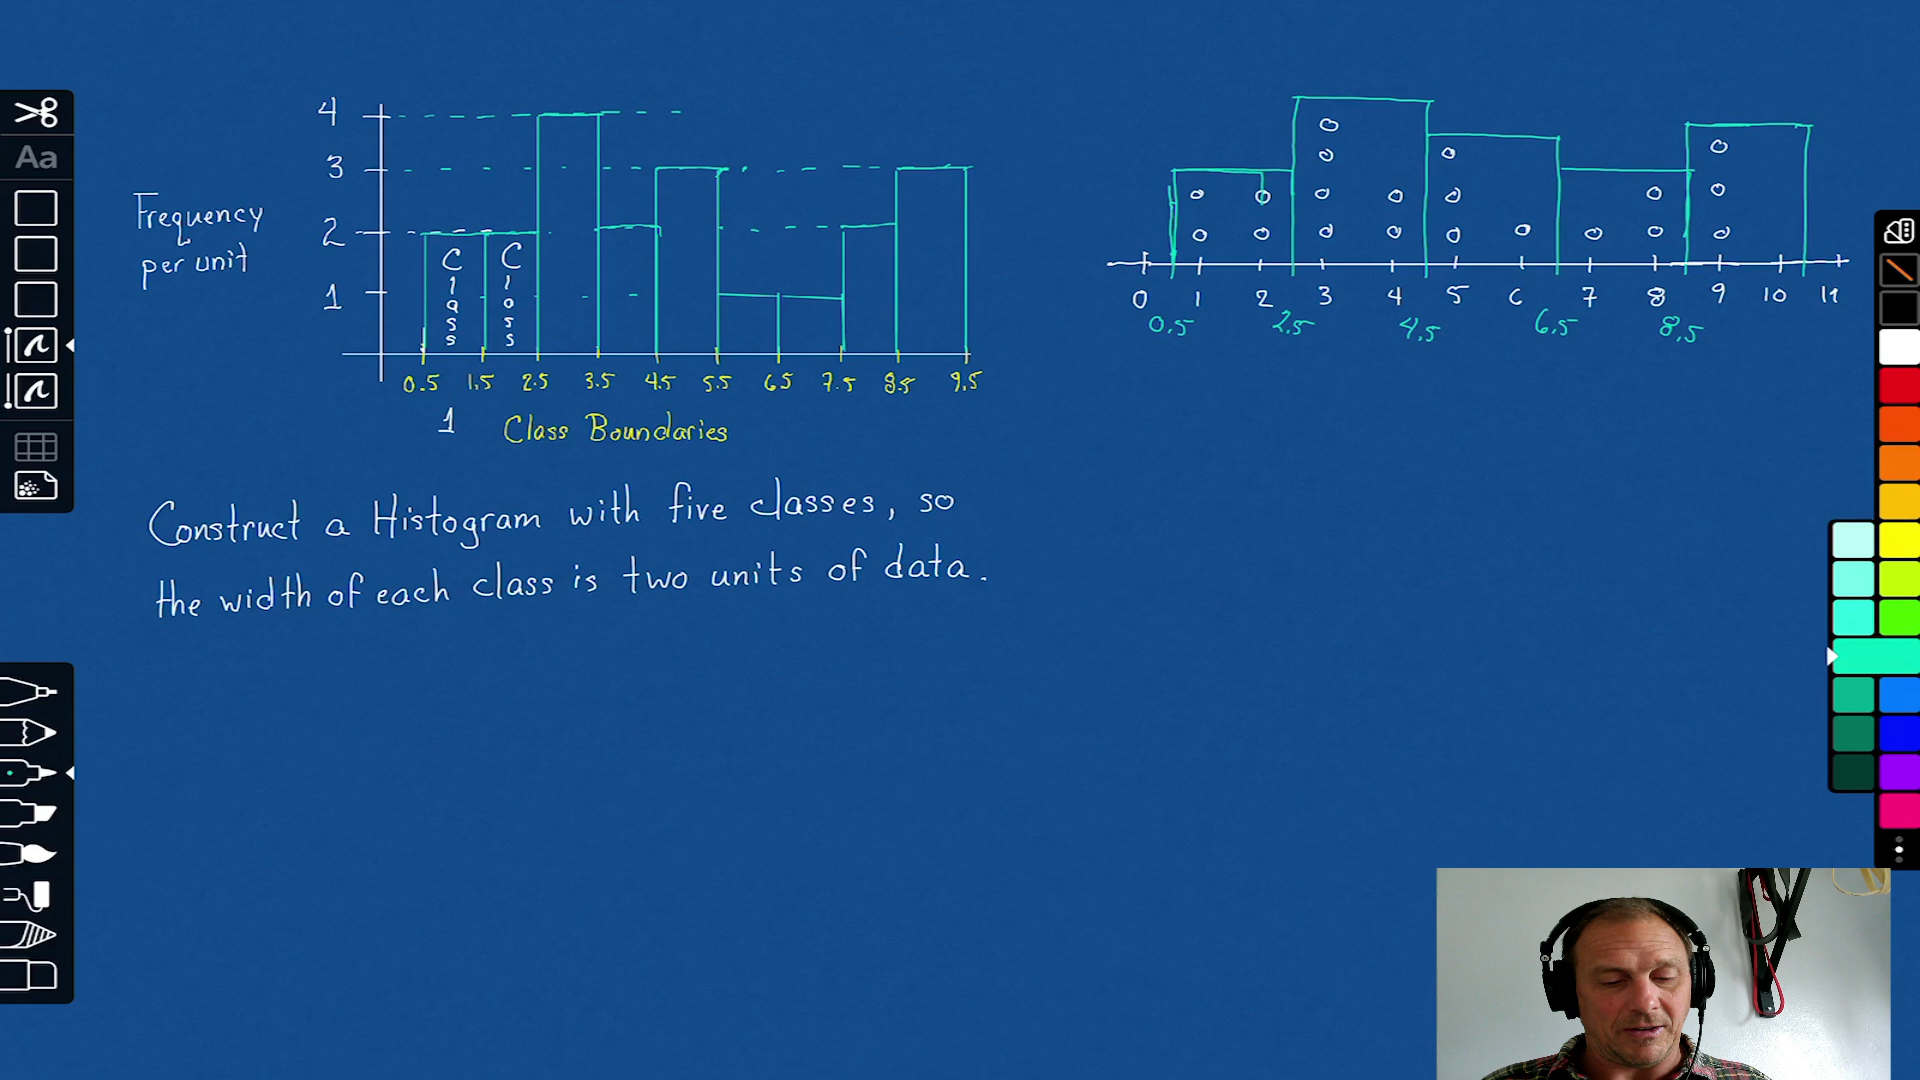 Aa
4
3
2
1
Frequency
per unit
Class
Class
0.5 1.5 2.5 3.5 4.5 5.5 6.5 7.5 8.5 9.5
1 Class Boundaries
0 1 2 3 4 5 6 7 8 9 10 11
0.5 2.5 4.5 6.5 8.5
Construct a Histogram with five classes, so
the width of each class is two units of data.